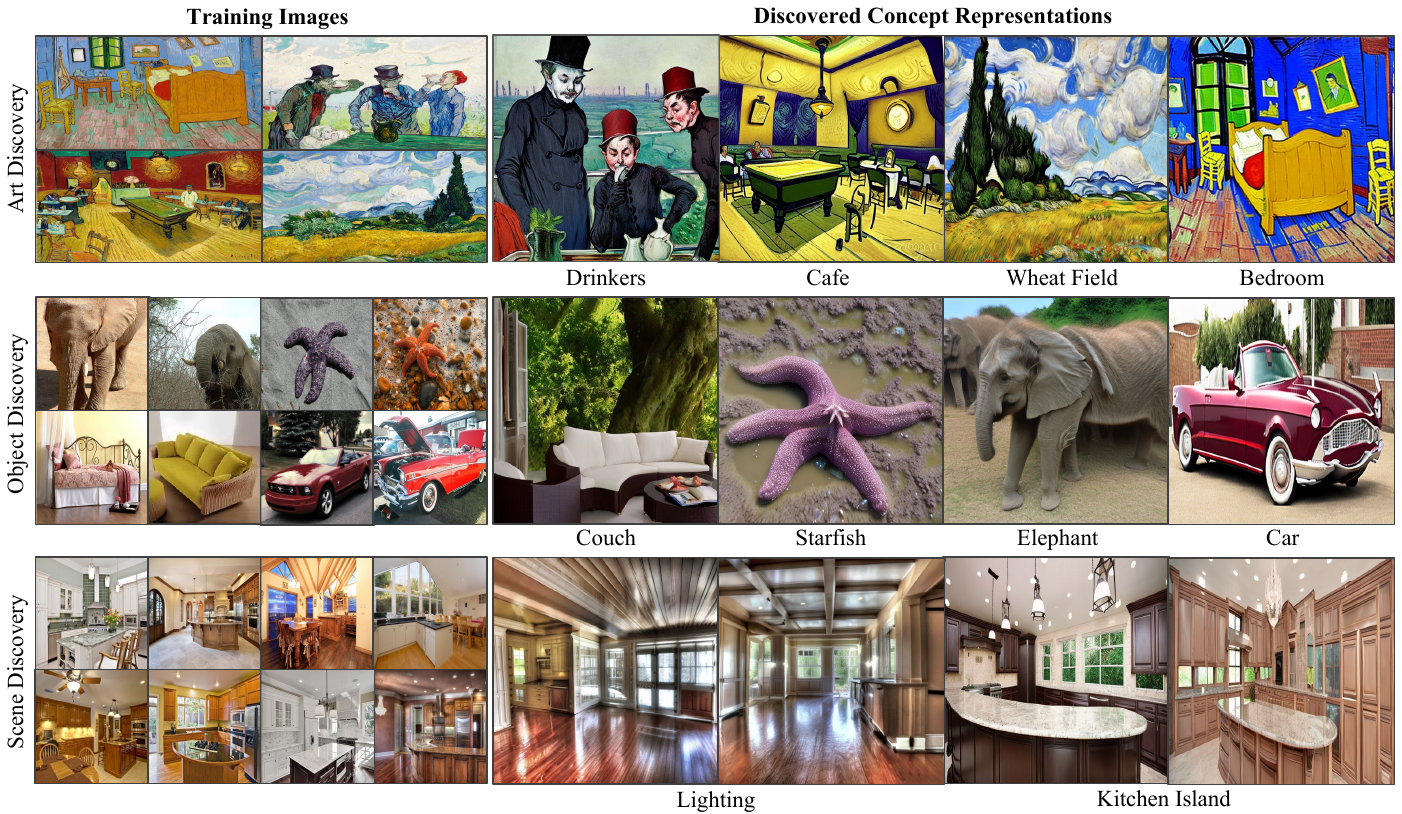 Training Images
Discovered Concept Representations
Art Discovery
Drinkers
Cafe
Wheat Field
Bedroom
Object Discovery
Couch
Starfish
Elephant
Car
Scene Discovery
Lighting
Kitchen Island